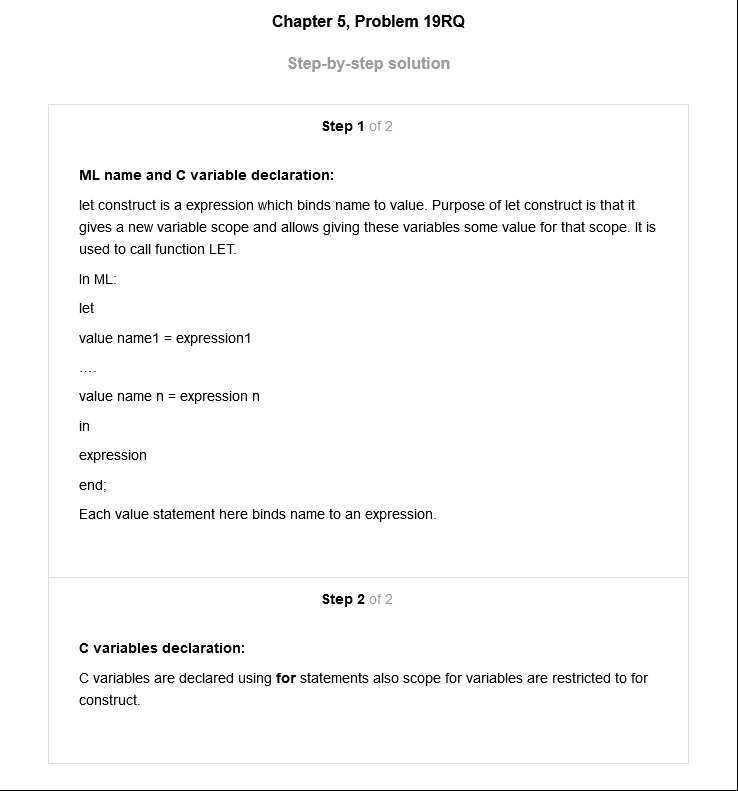 Chapter 5, Problem 19RQ
Step-by-step solution
Step 1 of 2
ML name and C variable declaration:
let construct is a expression which binds name to value. Purpose of let construct is that it
gives a new variable scope and allows giving these variables some value for that scope. It is
used to call function LET.
In ML:
let
value name1 = expression1
....
value name n = expression n
in
expression
end;
Each value statement here binds name to an expression.
Step 2 of 2
C variables declaration:
C variables are declared using for statements also scope for variables are restricted to for
construct.